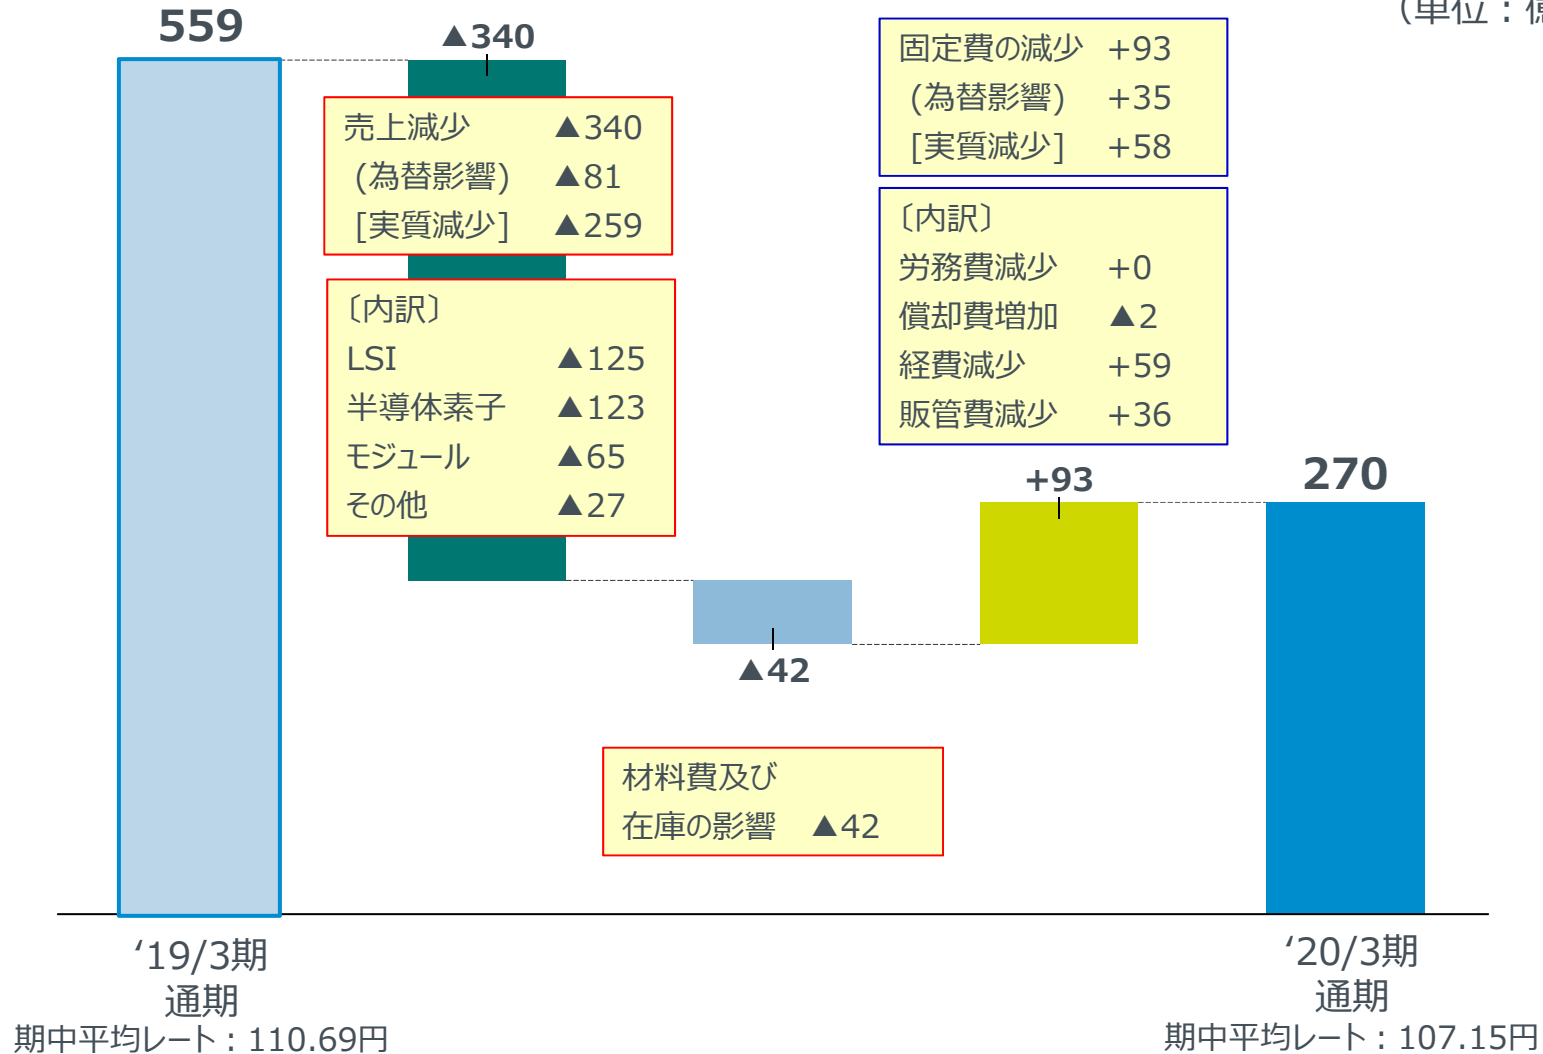 (単位：億
559
▲340
売上減少 ▲340
(為替影響) ▲81
[実質減少] ▲259
〔内訳〕
LSI ▲125
半導体素子 ▲123
モジュール ▲65
その他 ▲27
▲42
材料費及び
在庫の影響 ▲42
固定費の減少 +93
(為替影響) +35
[実質減少] +58
〔内訳〕
労務費減少 +0
償却費増加 ▲2
経費減少 +59
販管費減少 +36
+93
270
‘19/3期
通期
期中平均レート：110.69円
‘20/3期
通期
期中平均レート：107.15円